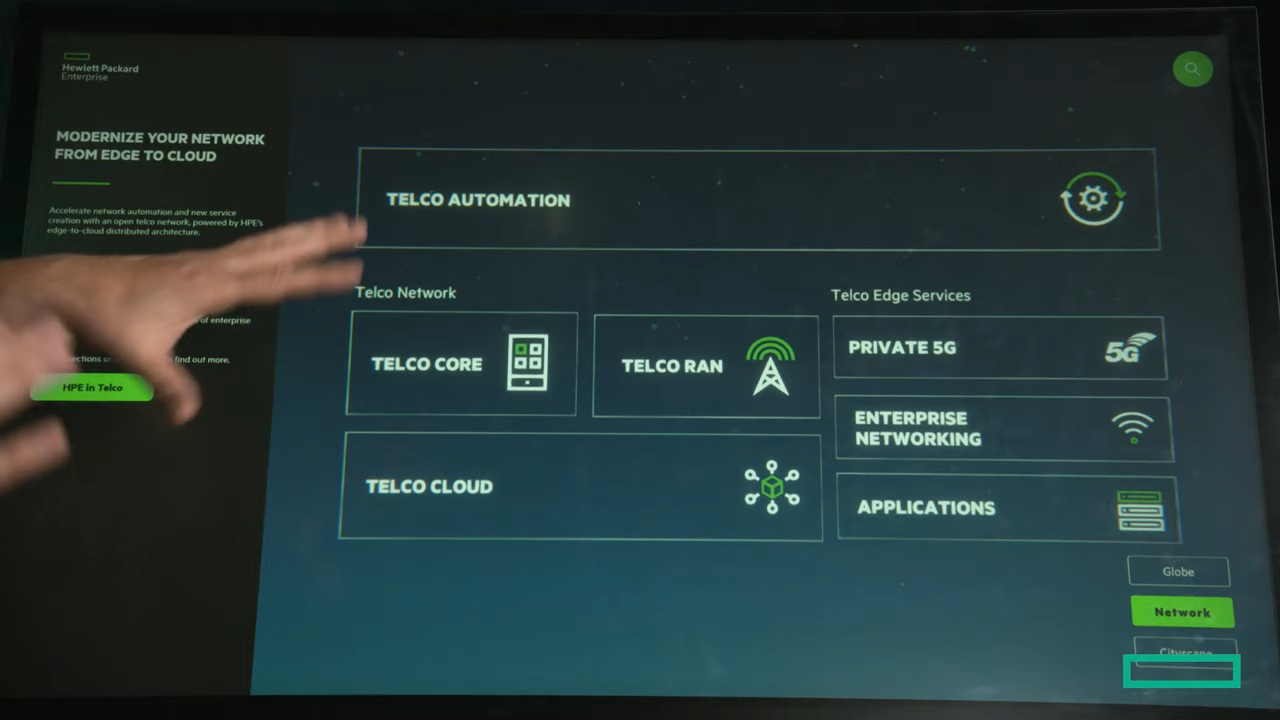 Hewlett Packard
Enterprise
MODERNIZE YOUR NETWORK
FROM EDGE TO CLOUD
Accelerate network automation and new service
creation with an open telco network, powered by HPE's
edge-to-cloud distributed architecture.
of enterprise
find out more.
HPE in Telco
TELCO AUTOMATION
Telco Network
TELCO CORE
TELCO RAN
TELCO CLOUD
Telco Edge Services
PRIVATE 5G
5G
ENTERPRISE
NETWORKING
APPLICATIONS
Globe
Network
Cityscape